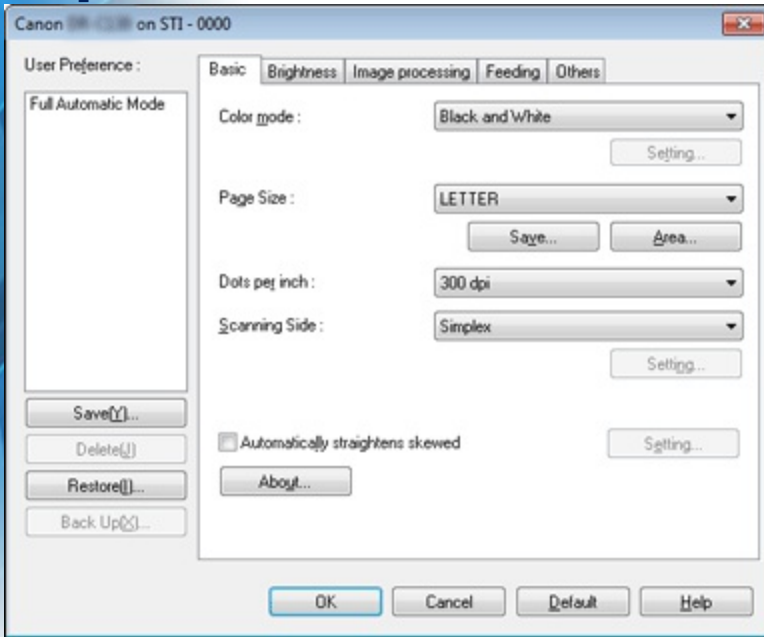 Canon on STI - 0000
User Preference :
Full Automatic Mode
Save(Y)...
Delete(J)
Restore(I)...
Back Up(X)...
Basic
Brightness
Image processing
Feeding
Others
Color mode :
Black and White
Setting...
Page Size :
LETTER
Save...
Area...
Dots per inch :
300 dpi
Scanning Side :
Simplex
Setting...
Automatically straightens skewed
Setting...
About...
OK
Cancel
Default
Help